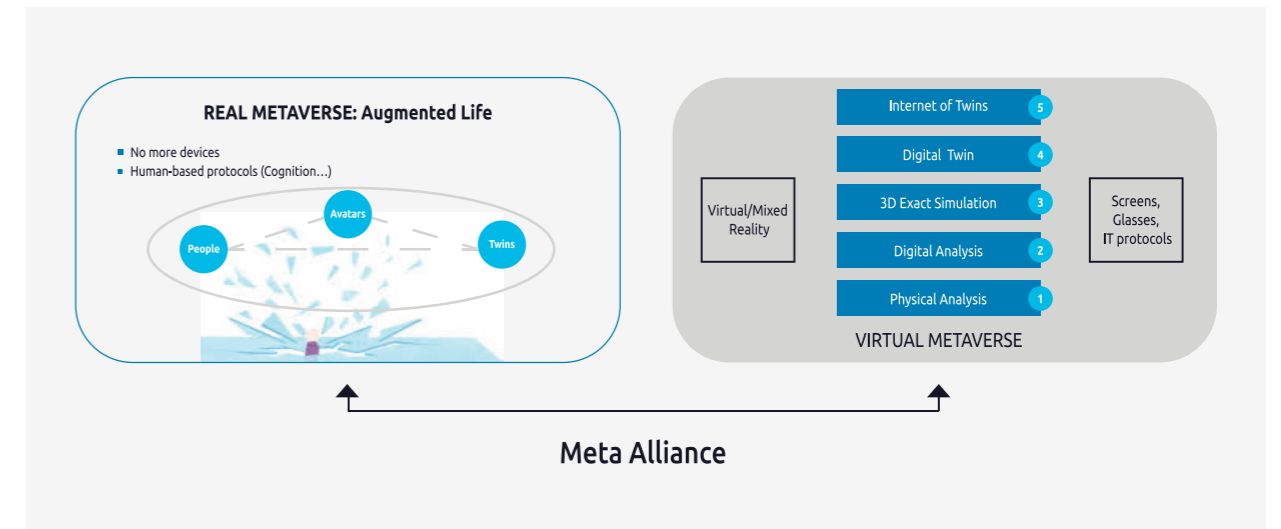 REAL METAVERSE: Augmented Life
No more devices
Human-based protocols (Cognition...)
Avatars
People
Twins
Virtual/Mixed
Reality
Internet of Twins 5
Digital Twin 4
3D Exact Simulation 3
Digital Analysis 2
Physical Analysis 1
Screens,
Glasses,
IT protocols
VIRTUAL METAVERSE
Meta Alliance